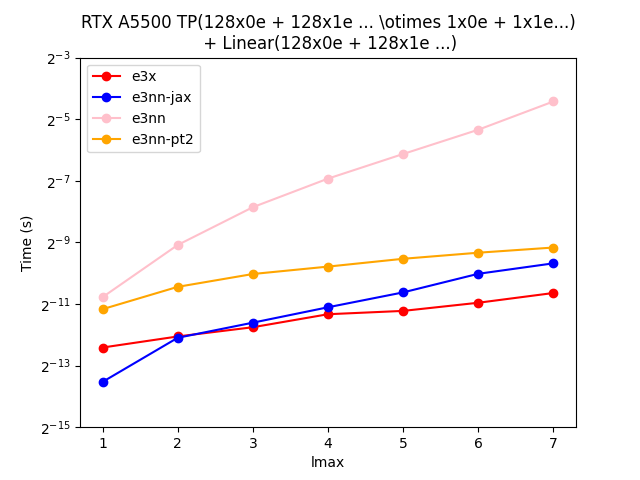 RTX A5500 TP(128x0e + 128x1e ... \otimes 1x0e + 1x1e...)
+ Linear(128x0e + 128x1e ...)
e3x
e3nn-jax
e3nn
e3nn-pt2
Time (s)
2^{-3}
2^{-5}
2^{-7}
2^{-9}
2^{-11}
2^{-13}
2^{-15}
1 2 3 4 5 6 7
lmax